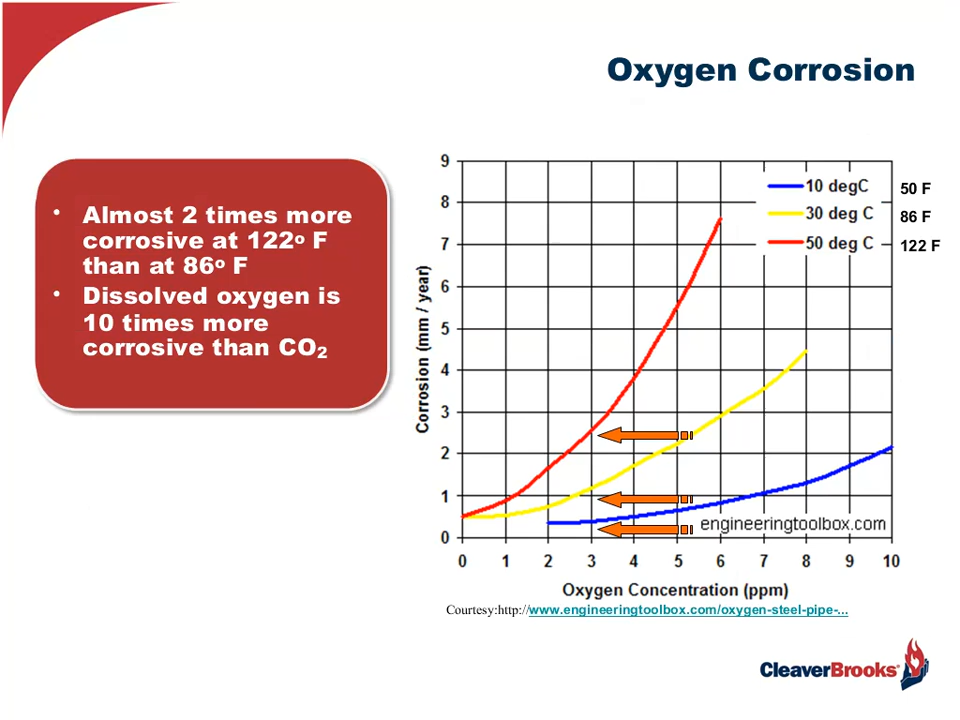 Oxygen Corrosion
• Almost 2 times more
corrosive at 122o F
than at 86o F
• Dissolved oxygen is
10 times more
corrosive than CO2
Corrosion (mm / year)
9
8
7
6
5
4
3
2
1
0
10 degC 50 F
30 deg C 86 F
50 deg C 122 F
engineeringtoolbox.com
0 1 2 3 4 5 6 7 8 9 10
Oxygen Concentration (ppm)
Courtesy:http://www.engineeringtoolbox.com/oxygen-steel-pipe-...
CleaverBrooks®